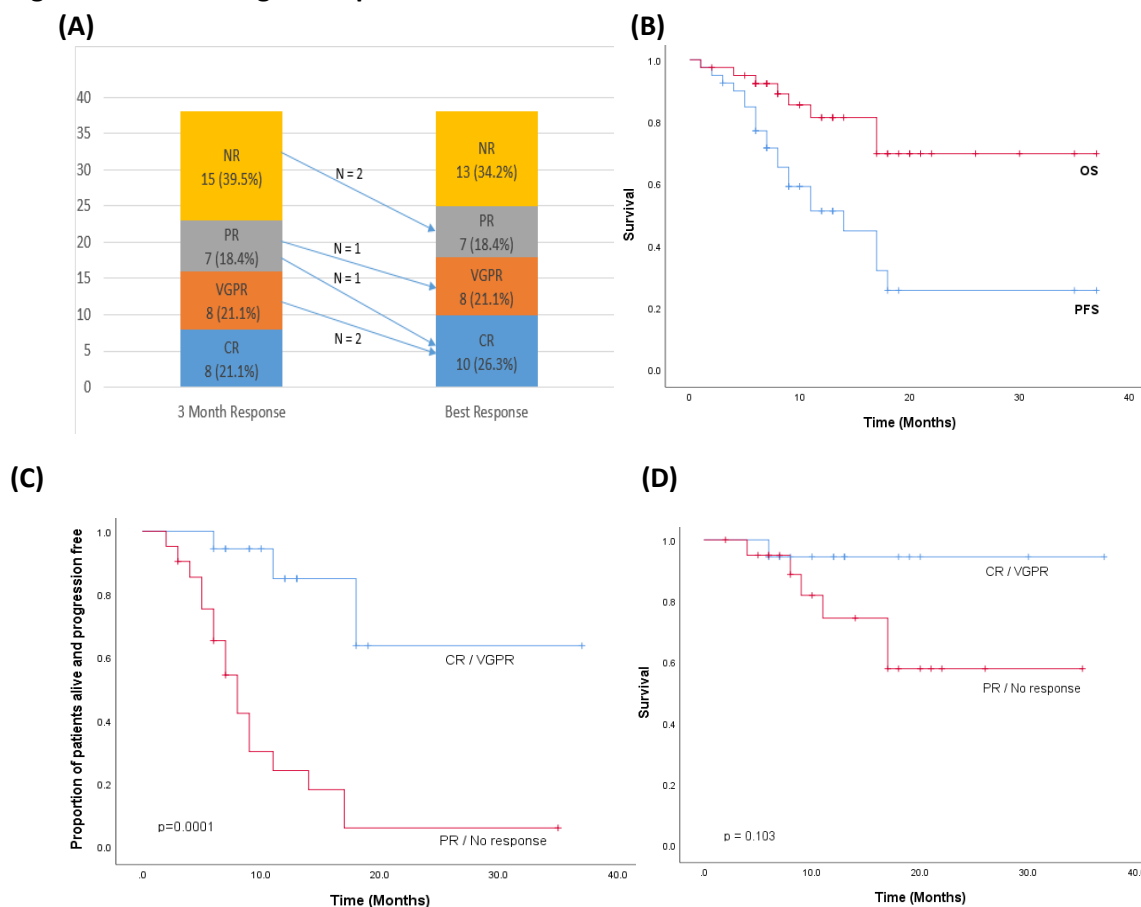 (A)
40
35
30
25
20
15
10
5
0
NR
15 (39.5%)
PR
7 (18.4%)
VGPR
8 (21.1%)
CR
8 (21.1%)
N = 2
N = 1
N = 1
N = 2
NR
13 (34.2%)
PR
7 (18.4%)
VGPR
8 (21.1%)
CR
10 (26.3%)
3 Month Response
Best Response
(B)
Survival
1.0
0.8
0.6
0.4
0.2
0.0
OS
PFS
0
10
20
30
40
Time (Months)
(C)
Proportion of patients alive and progression free
1.0
0.8
0.6
0.4
0.2
0.0
CR / VGPR
PR / No response
p=0.0001
.0
10.0
20.0
30.0
40.0
Time (Months)
(D)
Survival
1.0
0.8
0.6
0.4
0.2
0.0
CR / VGPR
PR / No response
p = 0.103
.0
10.0
20.0
30.0
40.0
Time (Months)